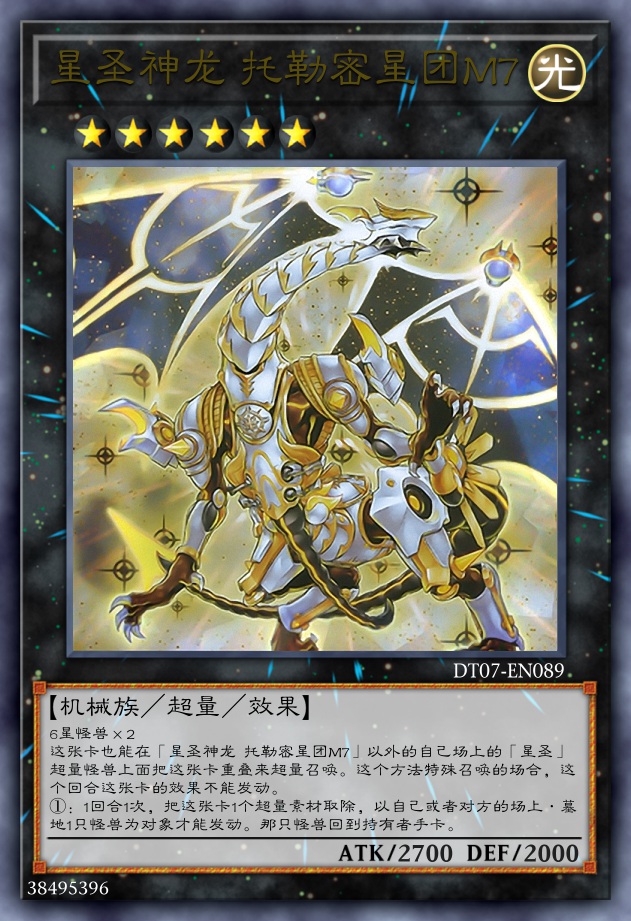 星圣神龙 托勒密星团M7 光
DT07-EN089
【机械族／超量／效果】
6星怪兽×2
这张卡也能在「星圣神龙 托勒密星团M7」以外的自己场上的「星圣」
超量怪兽上面把这张卡重叠来超量召唤。这个方法特殊召唤的场合，这
个回合这张卡的效果不能发动。
①：1回合1次，把这张卡1个超量素材取除，以自己或者对方的场上·墓
地1只怪兽为对象才能发动。那只怪兽回到持有者手卡。
ATK/2700 DEF/2000
38495396